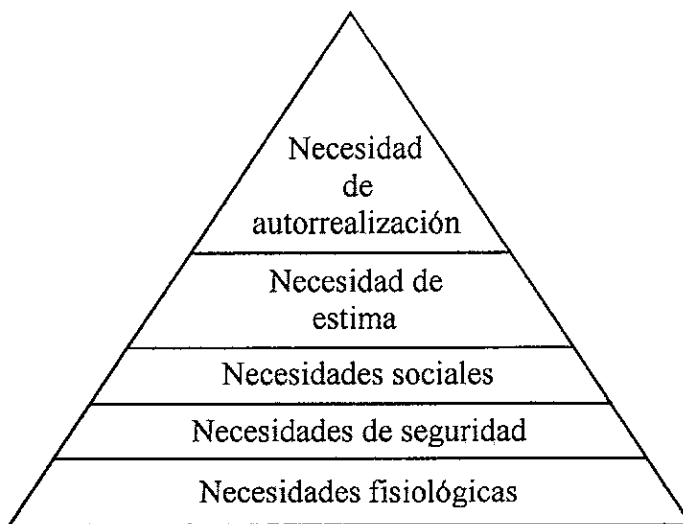 Necesidad
de
autorrealización
Necesidad de
estima
Necesidades sociales
Necesidades de seguridad
Necesidades fisiológicas